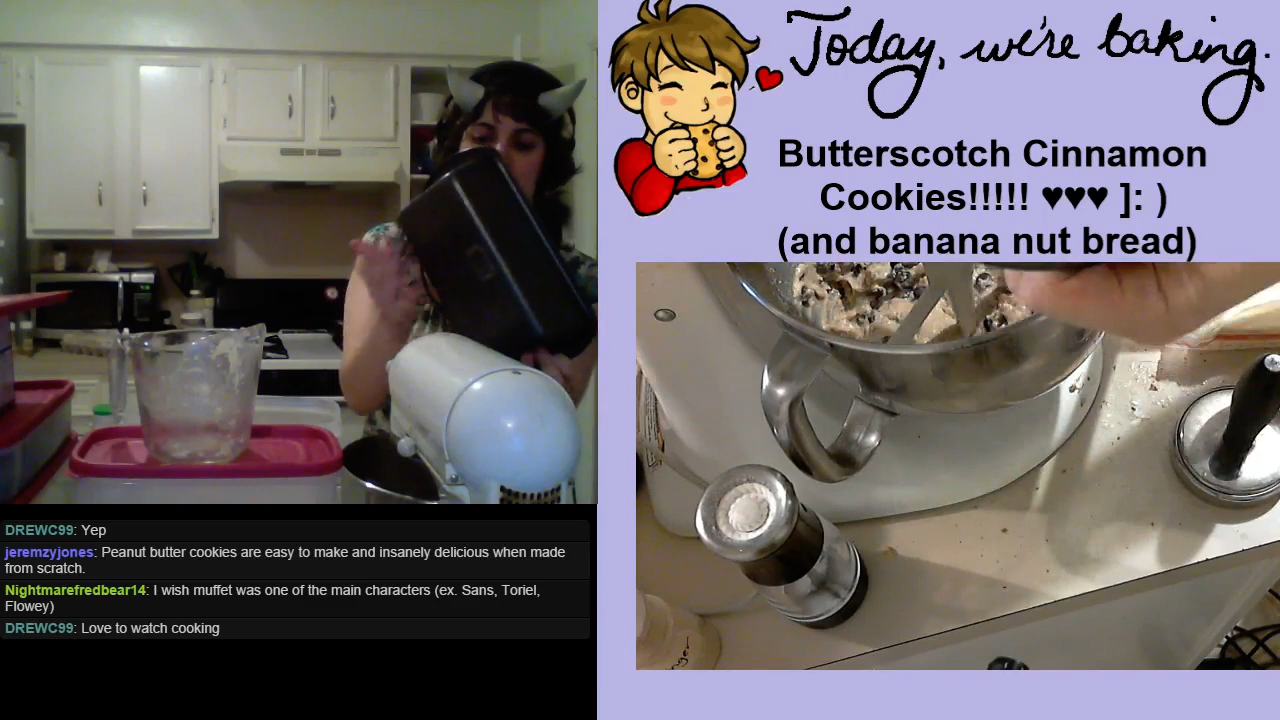 Today, we're baking.
Butterscotch Cinnamon
Cookies!!!!! ♥♥♥ ]: )
(and banana nut bread)
DREWC99: Yep
jeremzyjones: Peanut butter cookies are easy to make and insanely delicious when made
from scratch.
Nightmarefredbear14: I wish muffet was one of the main characters (ex. Sans, Toriel,
Flowey)
DREWC99: Love to watch cooking